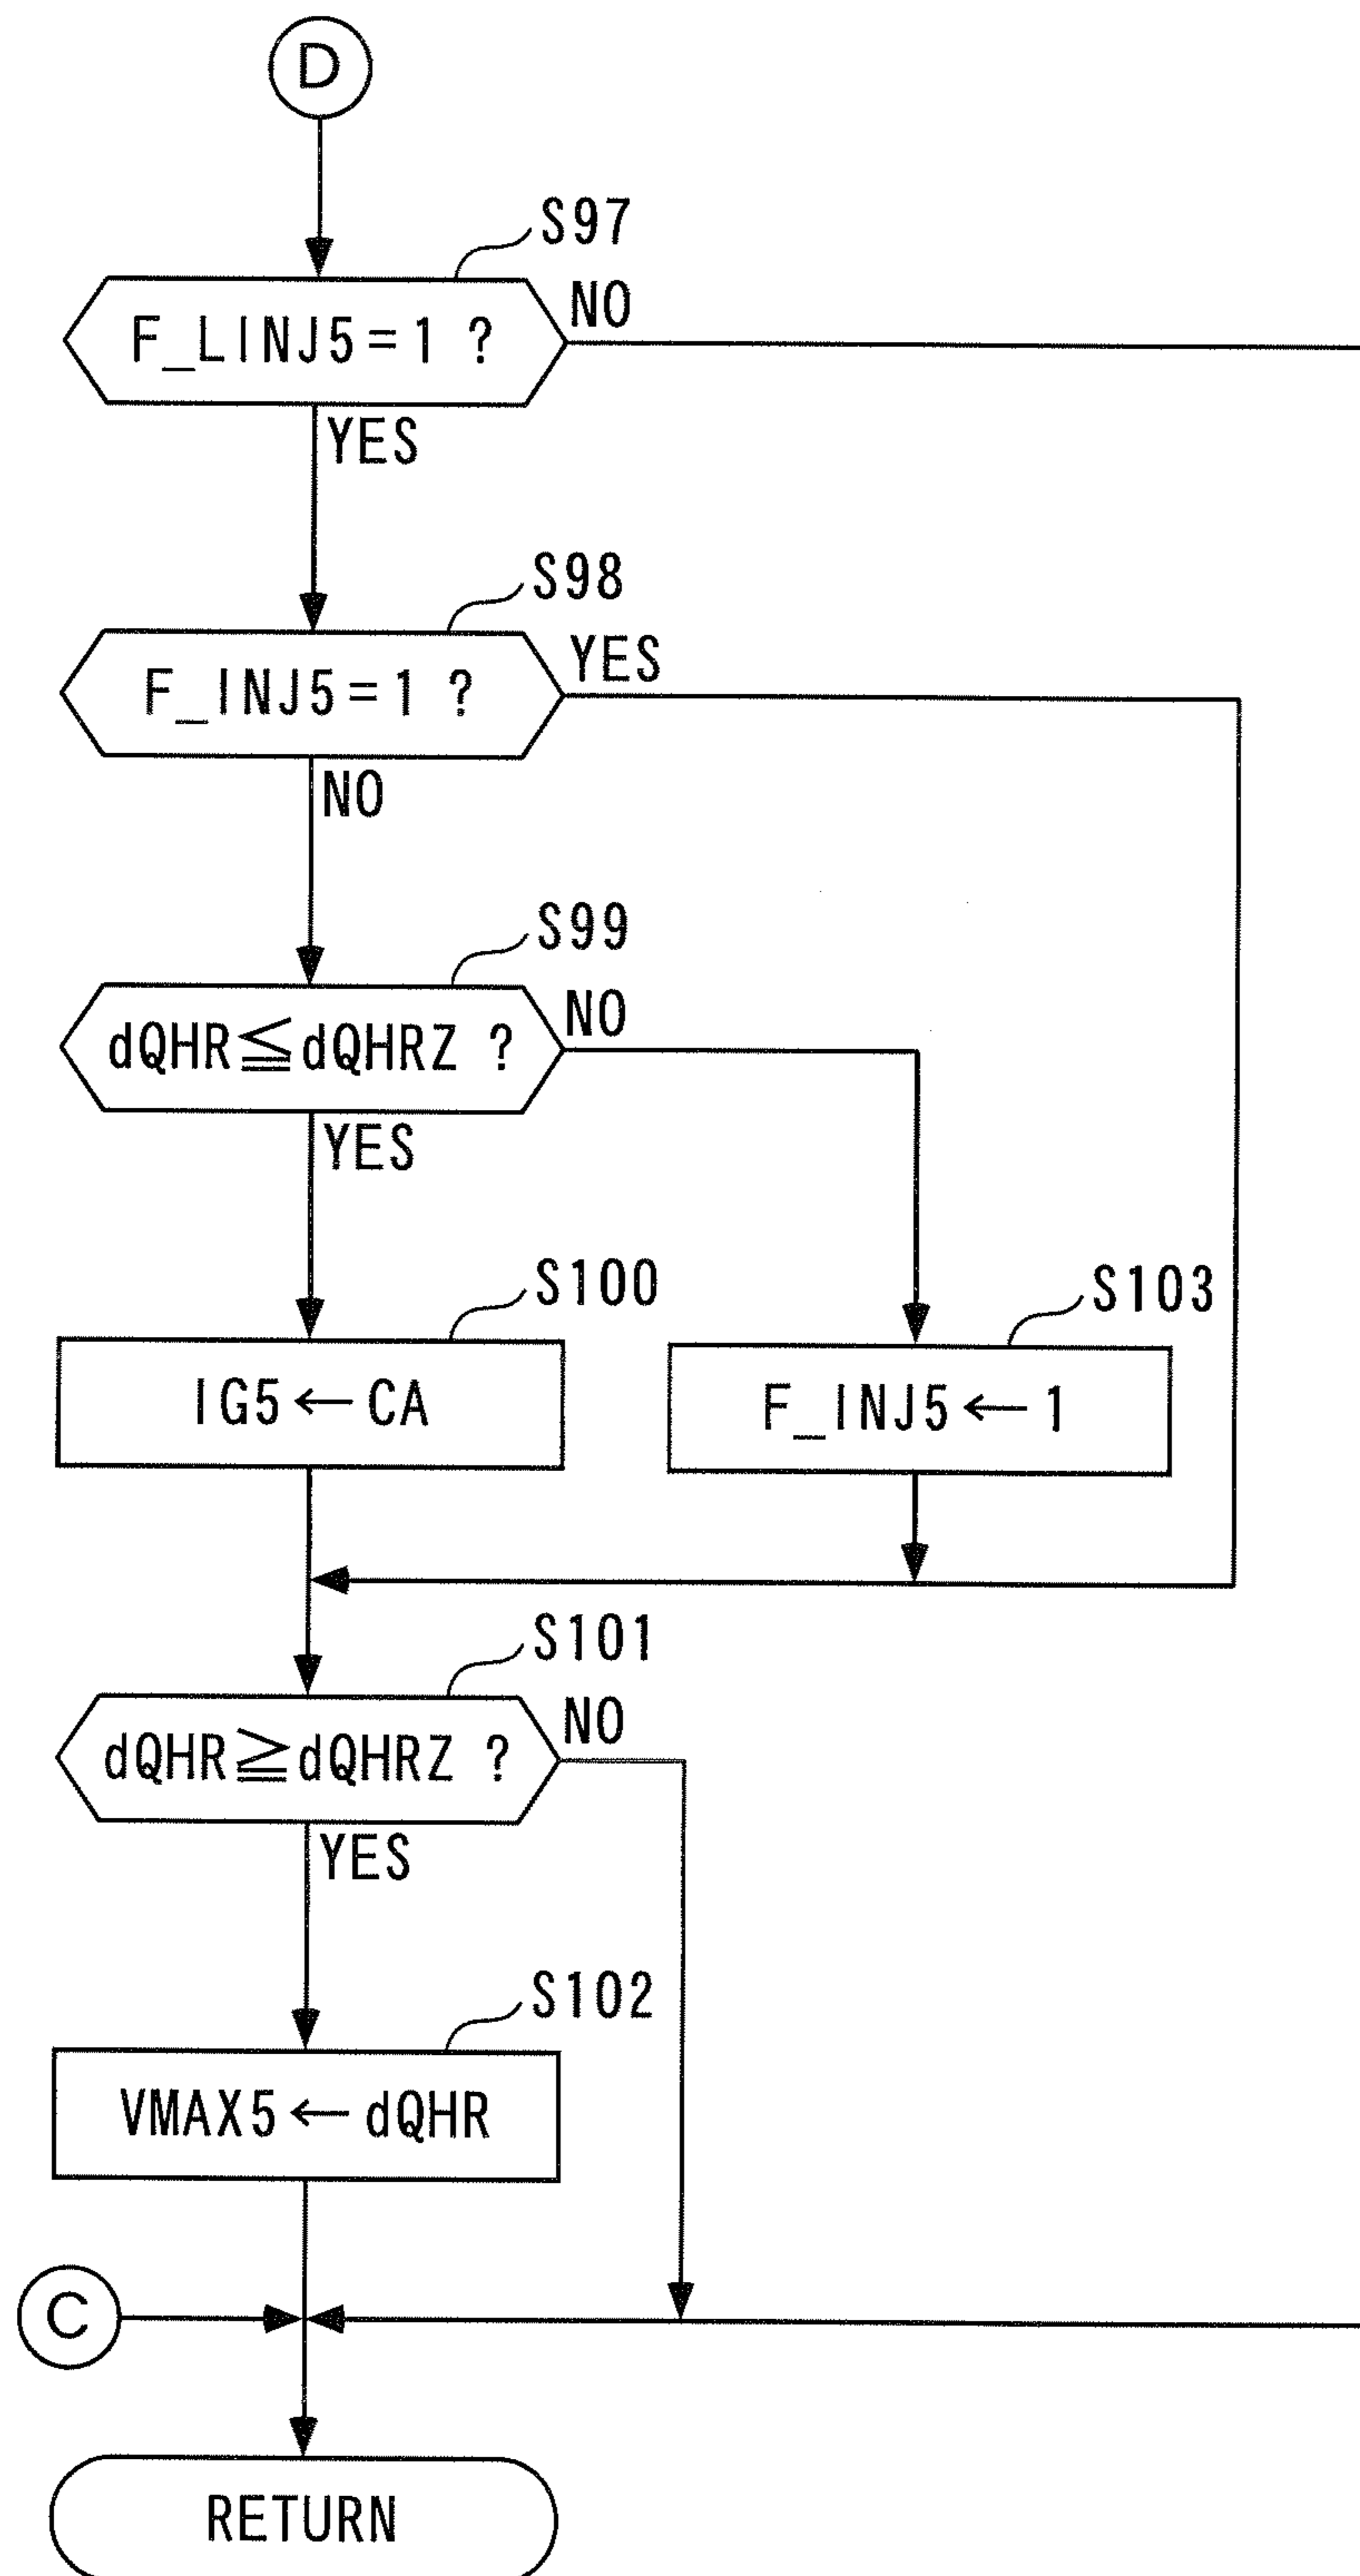 D
S97
F_LINJ5=1 ?
NO
YES
S98
F_INJ5=1 ?
YES
NO
S99
dQHR≦dQHRZ ?
NO
YES
S100
IG5←CA
S103
F_INJ5←1
S101
dQHR≧dQHRZ ?
NO
YES
S102
VMAX5←dQHR
C
RETURN